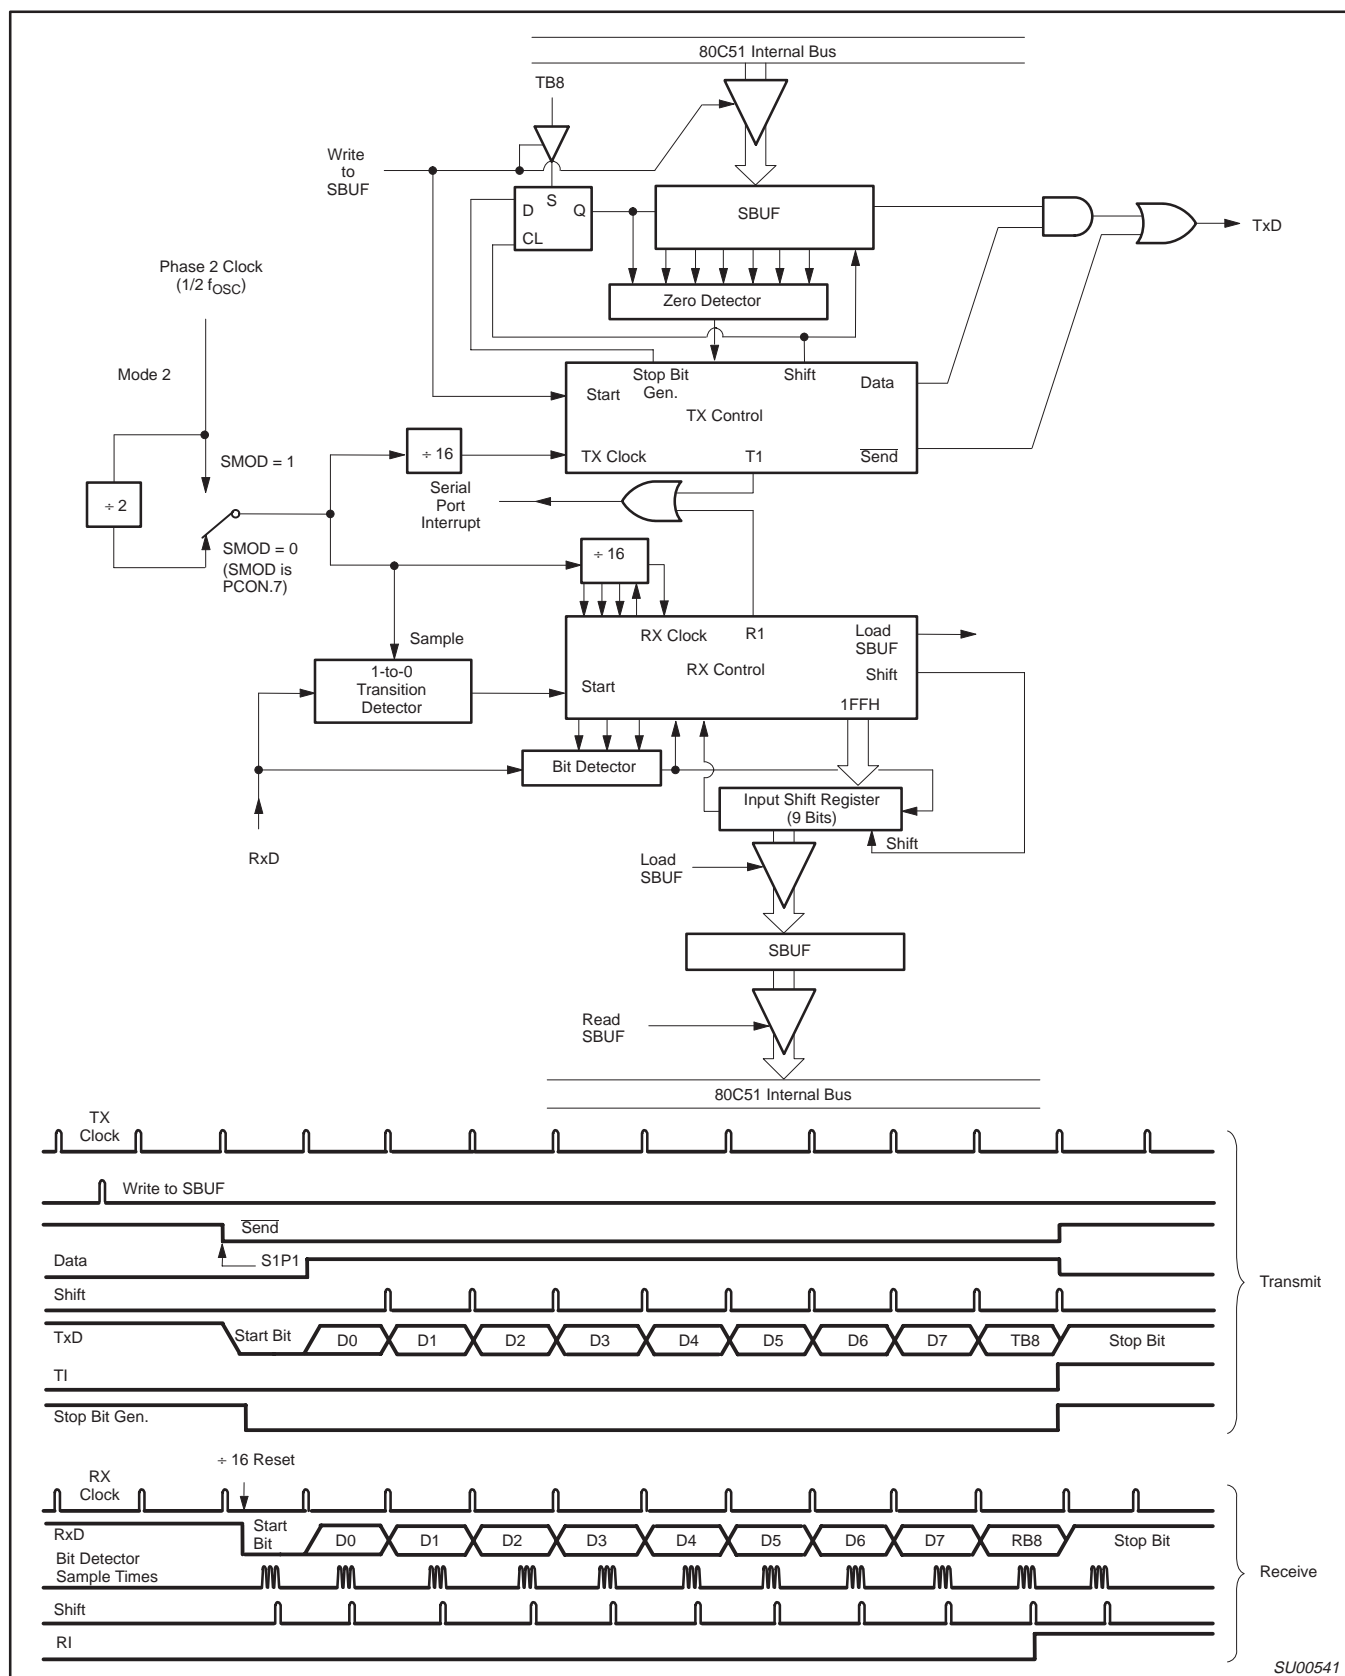 80C51 Internal Bus
TB8
Write
to
SBUF
S
D
Q
CL
SBUF
TxD
Phase 2 Clock
(1/2 fOSC)
Zero Detector
Mode 2
Stop Bit
Gen.
Shift
Data
Start
TX Control
SMOD = 1
÷ 16
TX Clock
T1
Send
÷ 2
Serial
Port
Interrupt
SMOD = 0
(SMOD is
PCON.7)
÷ 16
Sample
RX Clock
R1
Load
SBUF
1-to-0
Transition
Detector
Start
RX Control
Shift
1FFH
Bit Detector
Input Shift Register
(9 Bits)
RxD
Shift
Load
SBUF
SBUF
Read
SBUF
80C51 Internal Bus
TX
Clock
Write to SBUF
Send
Data
S1P1
Transmit
Shift
TxD
Start Bit
D0
D1
D2
D3
D4
D5
D6
D7
TB8
Stop Bit
TI
Stop Bit Gen.
÷ 16 Reset
RX
Clock
RxD
Start
Bit
D0
D1
D2
D3
D4
D5
D6
D7
RB8
Stop Bit
Bit Detector
Sample Times
Receive
Shift
RI
SU00541